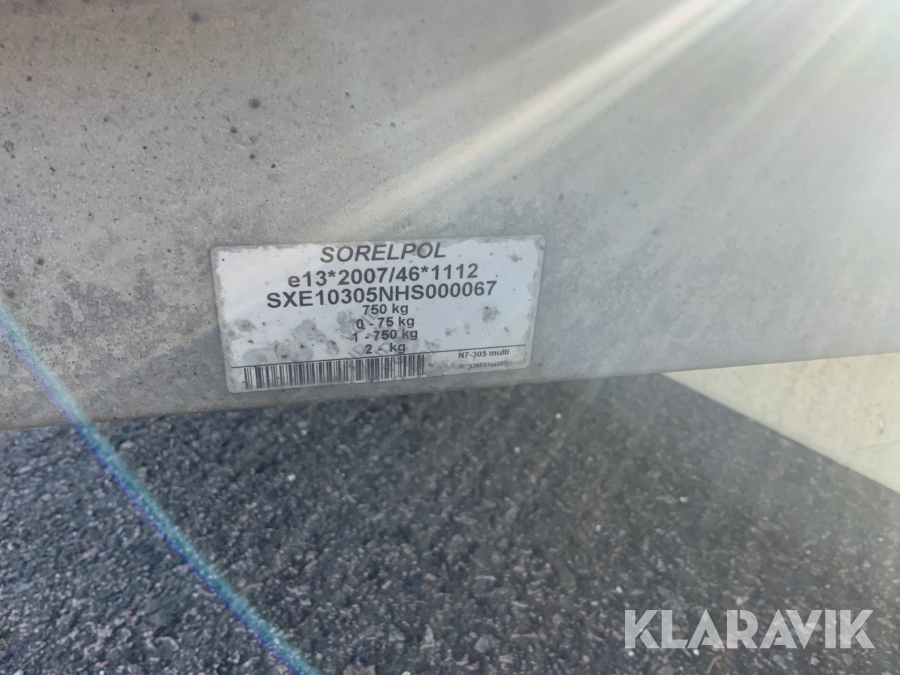 SORELPOL
e13*2007/46*1112
SXE10305NHS000067
750 kg
0 - 75 kg
1 - 750 kg
2 - kg
N7-305 multi
KLARAVIK